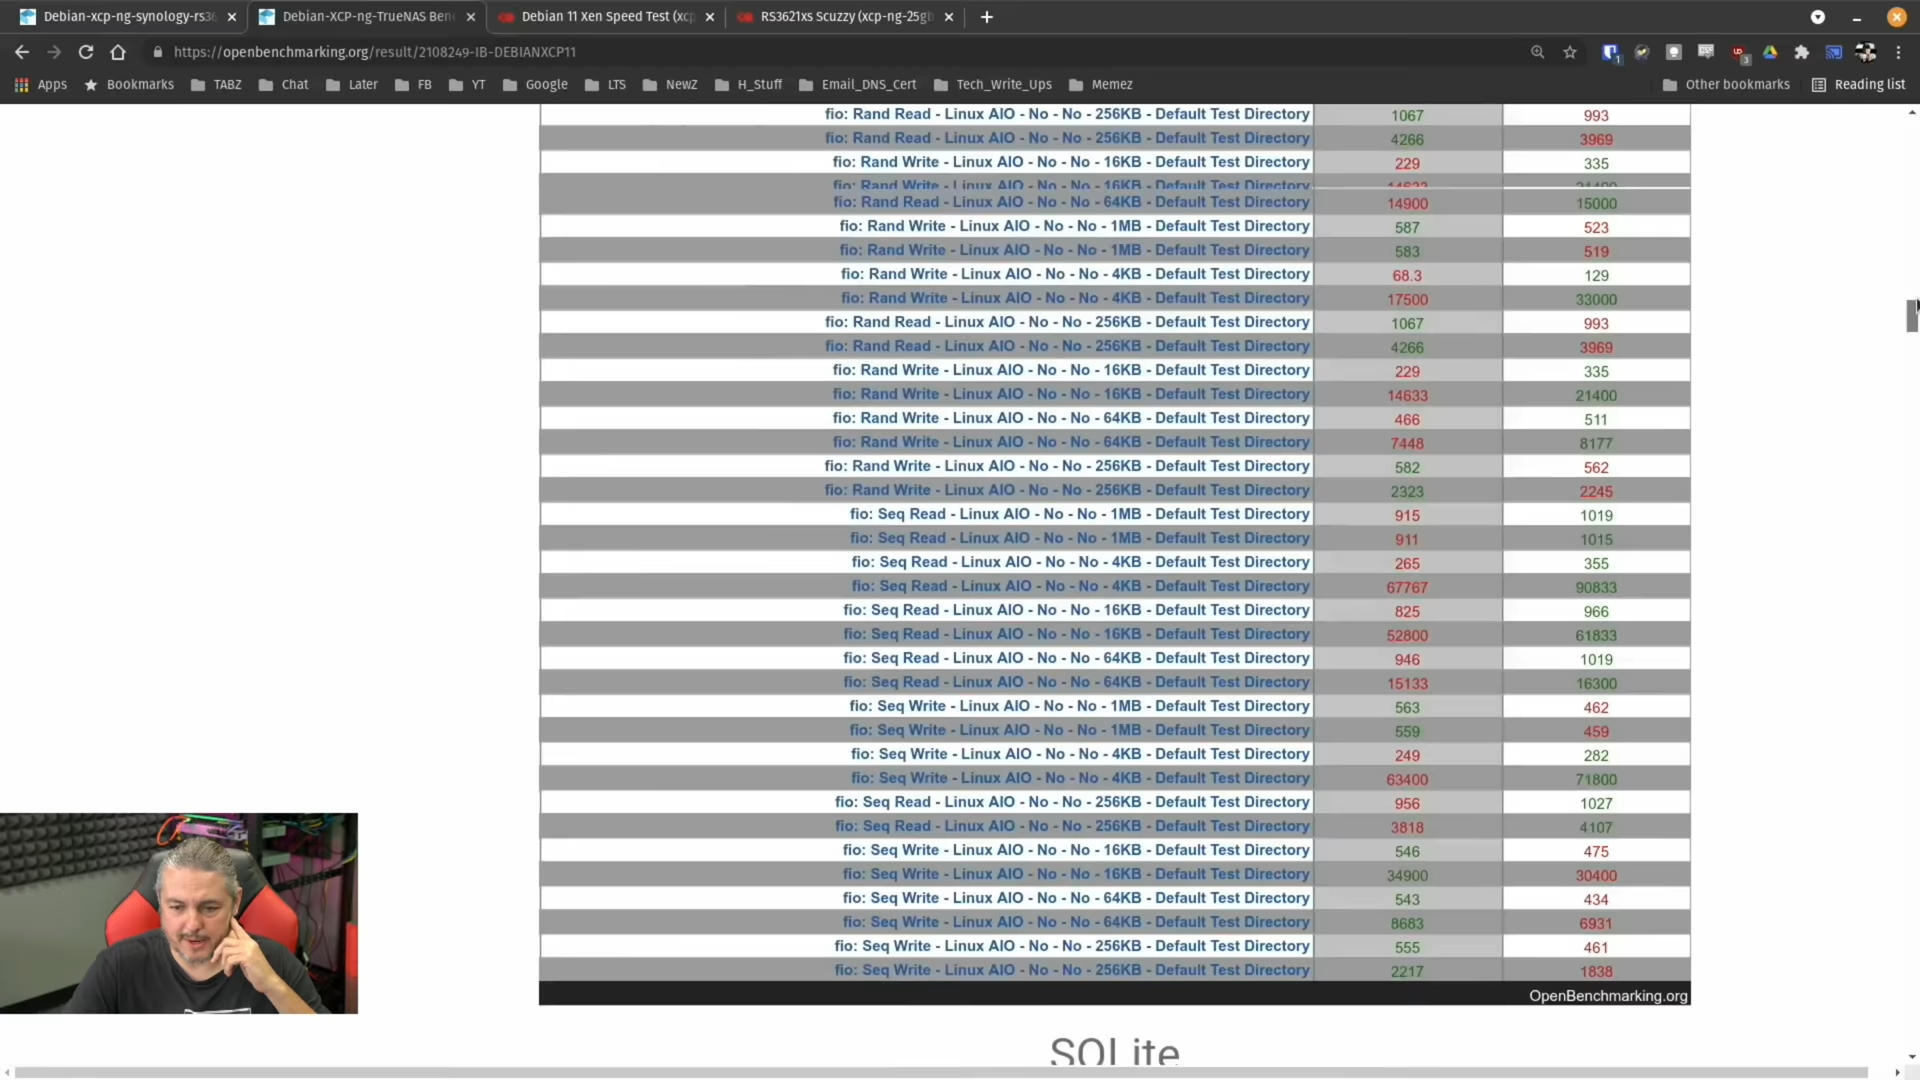 Debian-xcp-ng-synology-rs36
Debian-XCP-ng-TrueNAS Ben
Debian 11 Xen Speed Test (xcp
RS3621xs Scuzzy (xcp-ng-25gb
https://openbenchmarking.org/result/2108249-IB-DEBIANXCP11
Apps Bookmarks TABZ Chat Later FB YT Google LTS NewZ H_Stuff Email_DNS_Cert Tech_Write_Ups Memez Other bookmarks Reading list
fio: Rand Read - Linux AIO - No - No - 256KB - Default Test Directory 1067 993
fio: Rand Read - Linux AIO - No - No - 256KB - Default Test Directory 4266 3969
fio: Rand Write - Linux AIO - No - No - 16KB - Default Test Directory 229 335
fio: Rand Write - Linux AIO - No - No - 16KB - Default Test Directory 14633 21400
fio: Rand Read - Linux AIO - No - No - 64KB - Default Test Directory 14900 15000
fio: Rand Write - Linux AIO - No - No - 1MB - Default Test Directory 587 523
fio: Rand Write - Linux AIO - No - No - 1MB - Default Test Directory 583 519
fio: Rand Write - Linux AIO - No - No - 4KB - Default Test Directory 68.3 129
fio: Rand Write - Linux AIO - No - No - 4KB - Default Test Directory 17500 33000
fio: Rand Read - Linux AIO - No - No - 256KB - Default Test Directory 1067 993
fio: Rand Read - Linux AIO - No - No - 256KB - Default Test Directory 4266 3969
fio: Rand Write - Linux AIO - No - No - 16KB - Default Test Directory 229 335
fio: Rand Write - Linux AIO - No - No - 16KB - Default Test Directory 14633 21400
fio: Rand Write - Linux AIO - No - No - 64KB - Default Test Directory 466 511
fio: Rand Write - Linux AIO - No - No - 64KB - Default Test Directory 7448 8177
fio: Rand Write - Linux AIO - No - No - 256KB - Default Test Directory 582 562
fio: Rand Write - Linux AIO - No - No - 256KB - Default Test Directory 2323 2245
fio: Seq Read - Linux AIO - No - No - 1MB - Default Test Directory 915 1019
fio: Seq Read - Linux AIO - No - No - 1MB - Default Test Directory 911 1015
fio: Seq Read - Linux AIO - No - No - 4KB - Default Test Directory 265 355
fio: Seq Read - Linux AIO - No - No - 4KB - Default Test Directory 67767 90833
fio: Seq Read - Linux AIO - No - No - 16KB - Default Test Directory 825 966
fio: Seq Read - Linux AIO - No - No - 16KB - Default Test Directory 52800 61833
fio: Seq Read - Linux AIO - No - No - 64KB - Default Test Directory 946 1019
fio: Seq Read - Linux AIO - No - No - 64KB - Default Test Directory 15133 16300
fio: Seq Write - Linux AIO - No - No - 1MB - Default Test Directory 563 462
fio: Seq Write - Linux AIO - No - No - 1MB - Default Test Directory 559 459
fio: Seq Write - Linux AIO - No - No - 4KB - Default Test Directory 249 282
fio: Seq Write - Linux AIO - No - No - 4KB - Default Test Directory 63400 71800
fio: Seq Read - Linux AIO - No - No - 256KB - Default Test Directory 956 1027
fio: Seq Read - Linux AIO - No - No - 256KB - Default Test Directory 3818 4107
fio: Seq Write - Linux AIO - No - No - 16KB - Default Test Directory 546 475
fio: Seq Write - Linux AIO - No - No - 16KB - Default Test Directory 34900 30400
fio: Seq Write - Linux AIO - No - No - 64KB - Default Test Directory 543 434
fio: Seq Write - Linux AIO - No - No - 64KB - Default Test Directory 8683 6931
fio: Seq Write - Linux AIO - No - No - 256KB - Default Test Directory 555 461
fio: Seq Write - Linux AIO - No - No - 256KB - Default Test Directory 2217 1838
OpenBenchmarking.org
SQLite